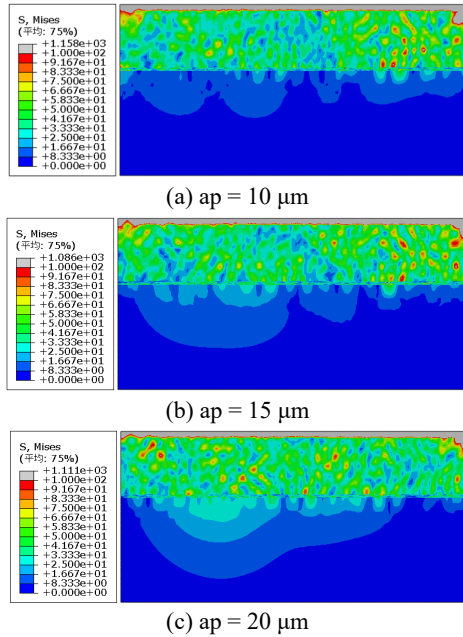 S, Mises
(平均: 75%)
+1.158e+03
+1.000e+02
+9.167e+01
+8.333e+01
+7.500e+01
+6.667e+01
+5.833e+01
+5.000e+01
+4.167e+01
+3.333e+01
+2.500e+01
+1.667e+01
+8.333e+00
+0.000e+00
(a) ap = 10 μm
S, Mises
(平均: 75%)
+1.086e+03
+1.000e+02
+9.167e+01
+8.333e+01
+7.500e+01
+6.667e+01
+5.833e+01
+5.000e+01
+4.167e+01
+3.333e+01
+2.500e+01
+1.667e+01
+8.333e+00
+0.000e+00
(b) ap = 15 μm
S, Mises
(平均: 75%)
+1.111e+03
+1.000e+02
+9.167e+01
+8.333e+01
+7.500e+01
+6.667e+01
+5.833e+01
+5.000e+01
+4.167e+01
+3.333e+01
+2.500e+01
+1.667e+01
+8.333e+00
+0.000e+00
(c) ap = 20 μm